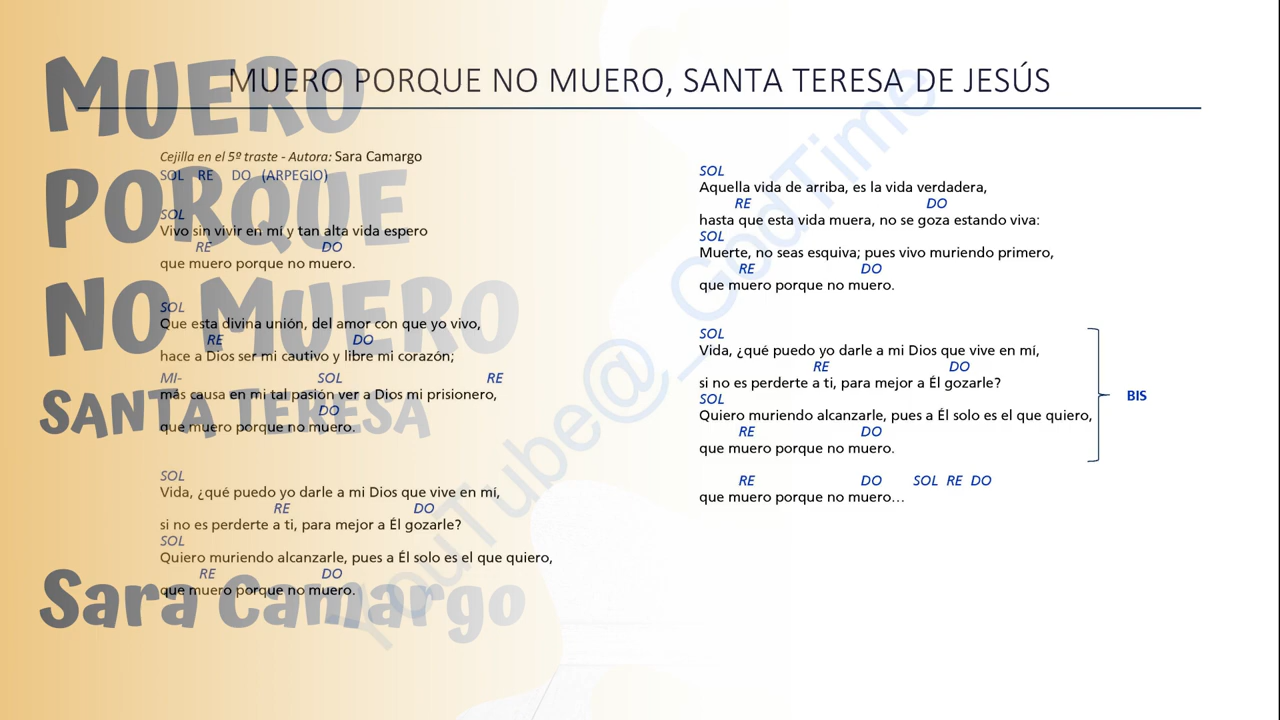 MUERO PORQUE NO MUERO, SANTA TERESA DE JESÚS
MUERO
PORQUE
NO MUERO
SANTA TERESA
Sara Camargo
Cejilla en el 5º traste - Autora: Sara Camargo
SOL RE DO (ARPEGIO)
SOL
Vivo sin vivir en mí y tan alta vida espero
RE DO
que muero porque no muero.
SOL
Que esta divina unión, del amor con que yo vivo,
RE DO
hace a Dios ser mi cautivo y libre mi corazón;
MI- SOL RE
más causa en mi tal pasión ver a Dios mi prisionero,
DO
que muero porque no muero.
SOL
Vida, ¿qué puedo yo darle a mi Dios que vive en mí,
RE DO
si no es perderte a ti, para mejor a Él gozarle?
SOL
Quiero muriendo alcanzarle, pues a Él solo es el que quiero,
RE DO
que muero porque no muero.
SOL
Aquella vida de arriba, es la vida verdadera,
RE DO
hasta que esta vida muera, no se goza estando viva:
SOL
Muerte, no seas esquiva; pues vivo muriendo primero,
RE DO
que muero porque no muero.
SOL
Vida, ¿qué puedo yo darle a mi Dios que vive en mí,
RE DO
si no es perderte a ti, para mejor a Él gozarle?
SOL
Quiero muriendo alcanzarle, pues a Él solo es el que quiero,
RE DO
que muero porque no muero.
BIS
RE DO SOL RE DO
que muero porque no muero…
YouTube@_GodTime